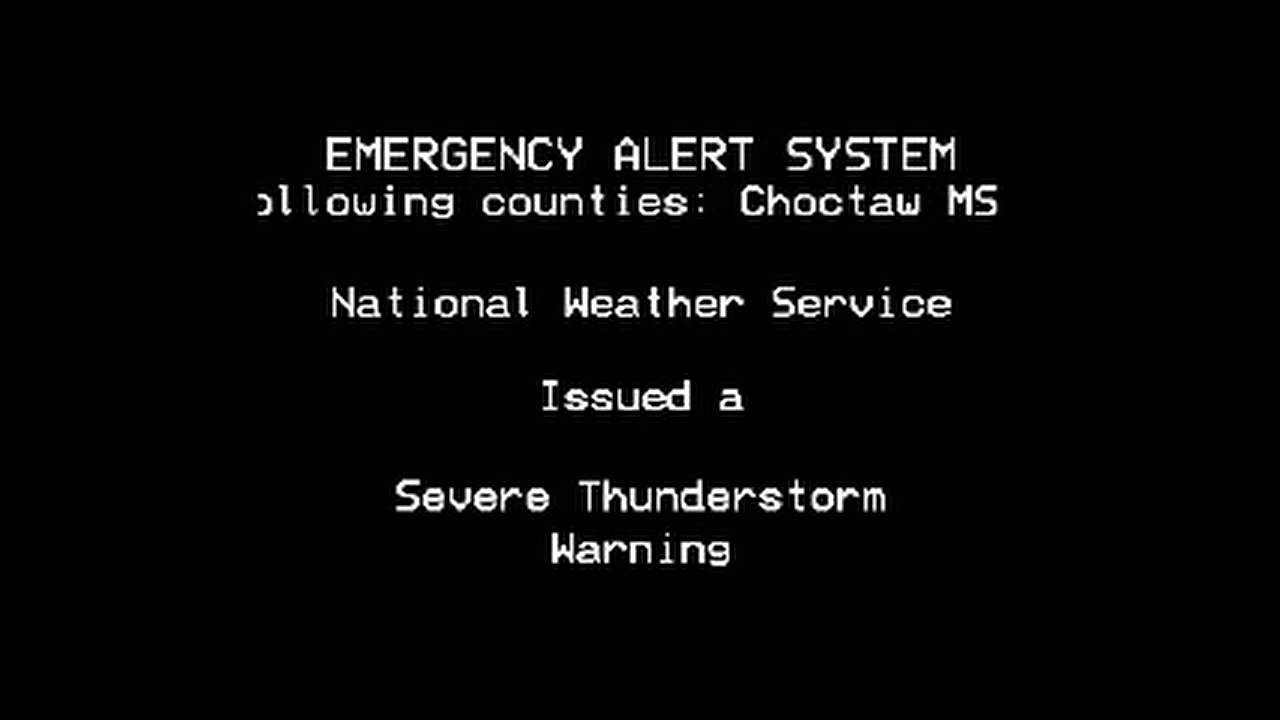 EMERGENCY ALERT SYSTEM
ollowing counties: Choctaw MS
National Weather Service
Issued a
Severe Thunderstorm
Warning